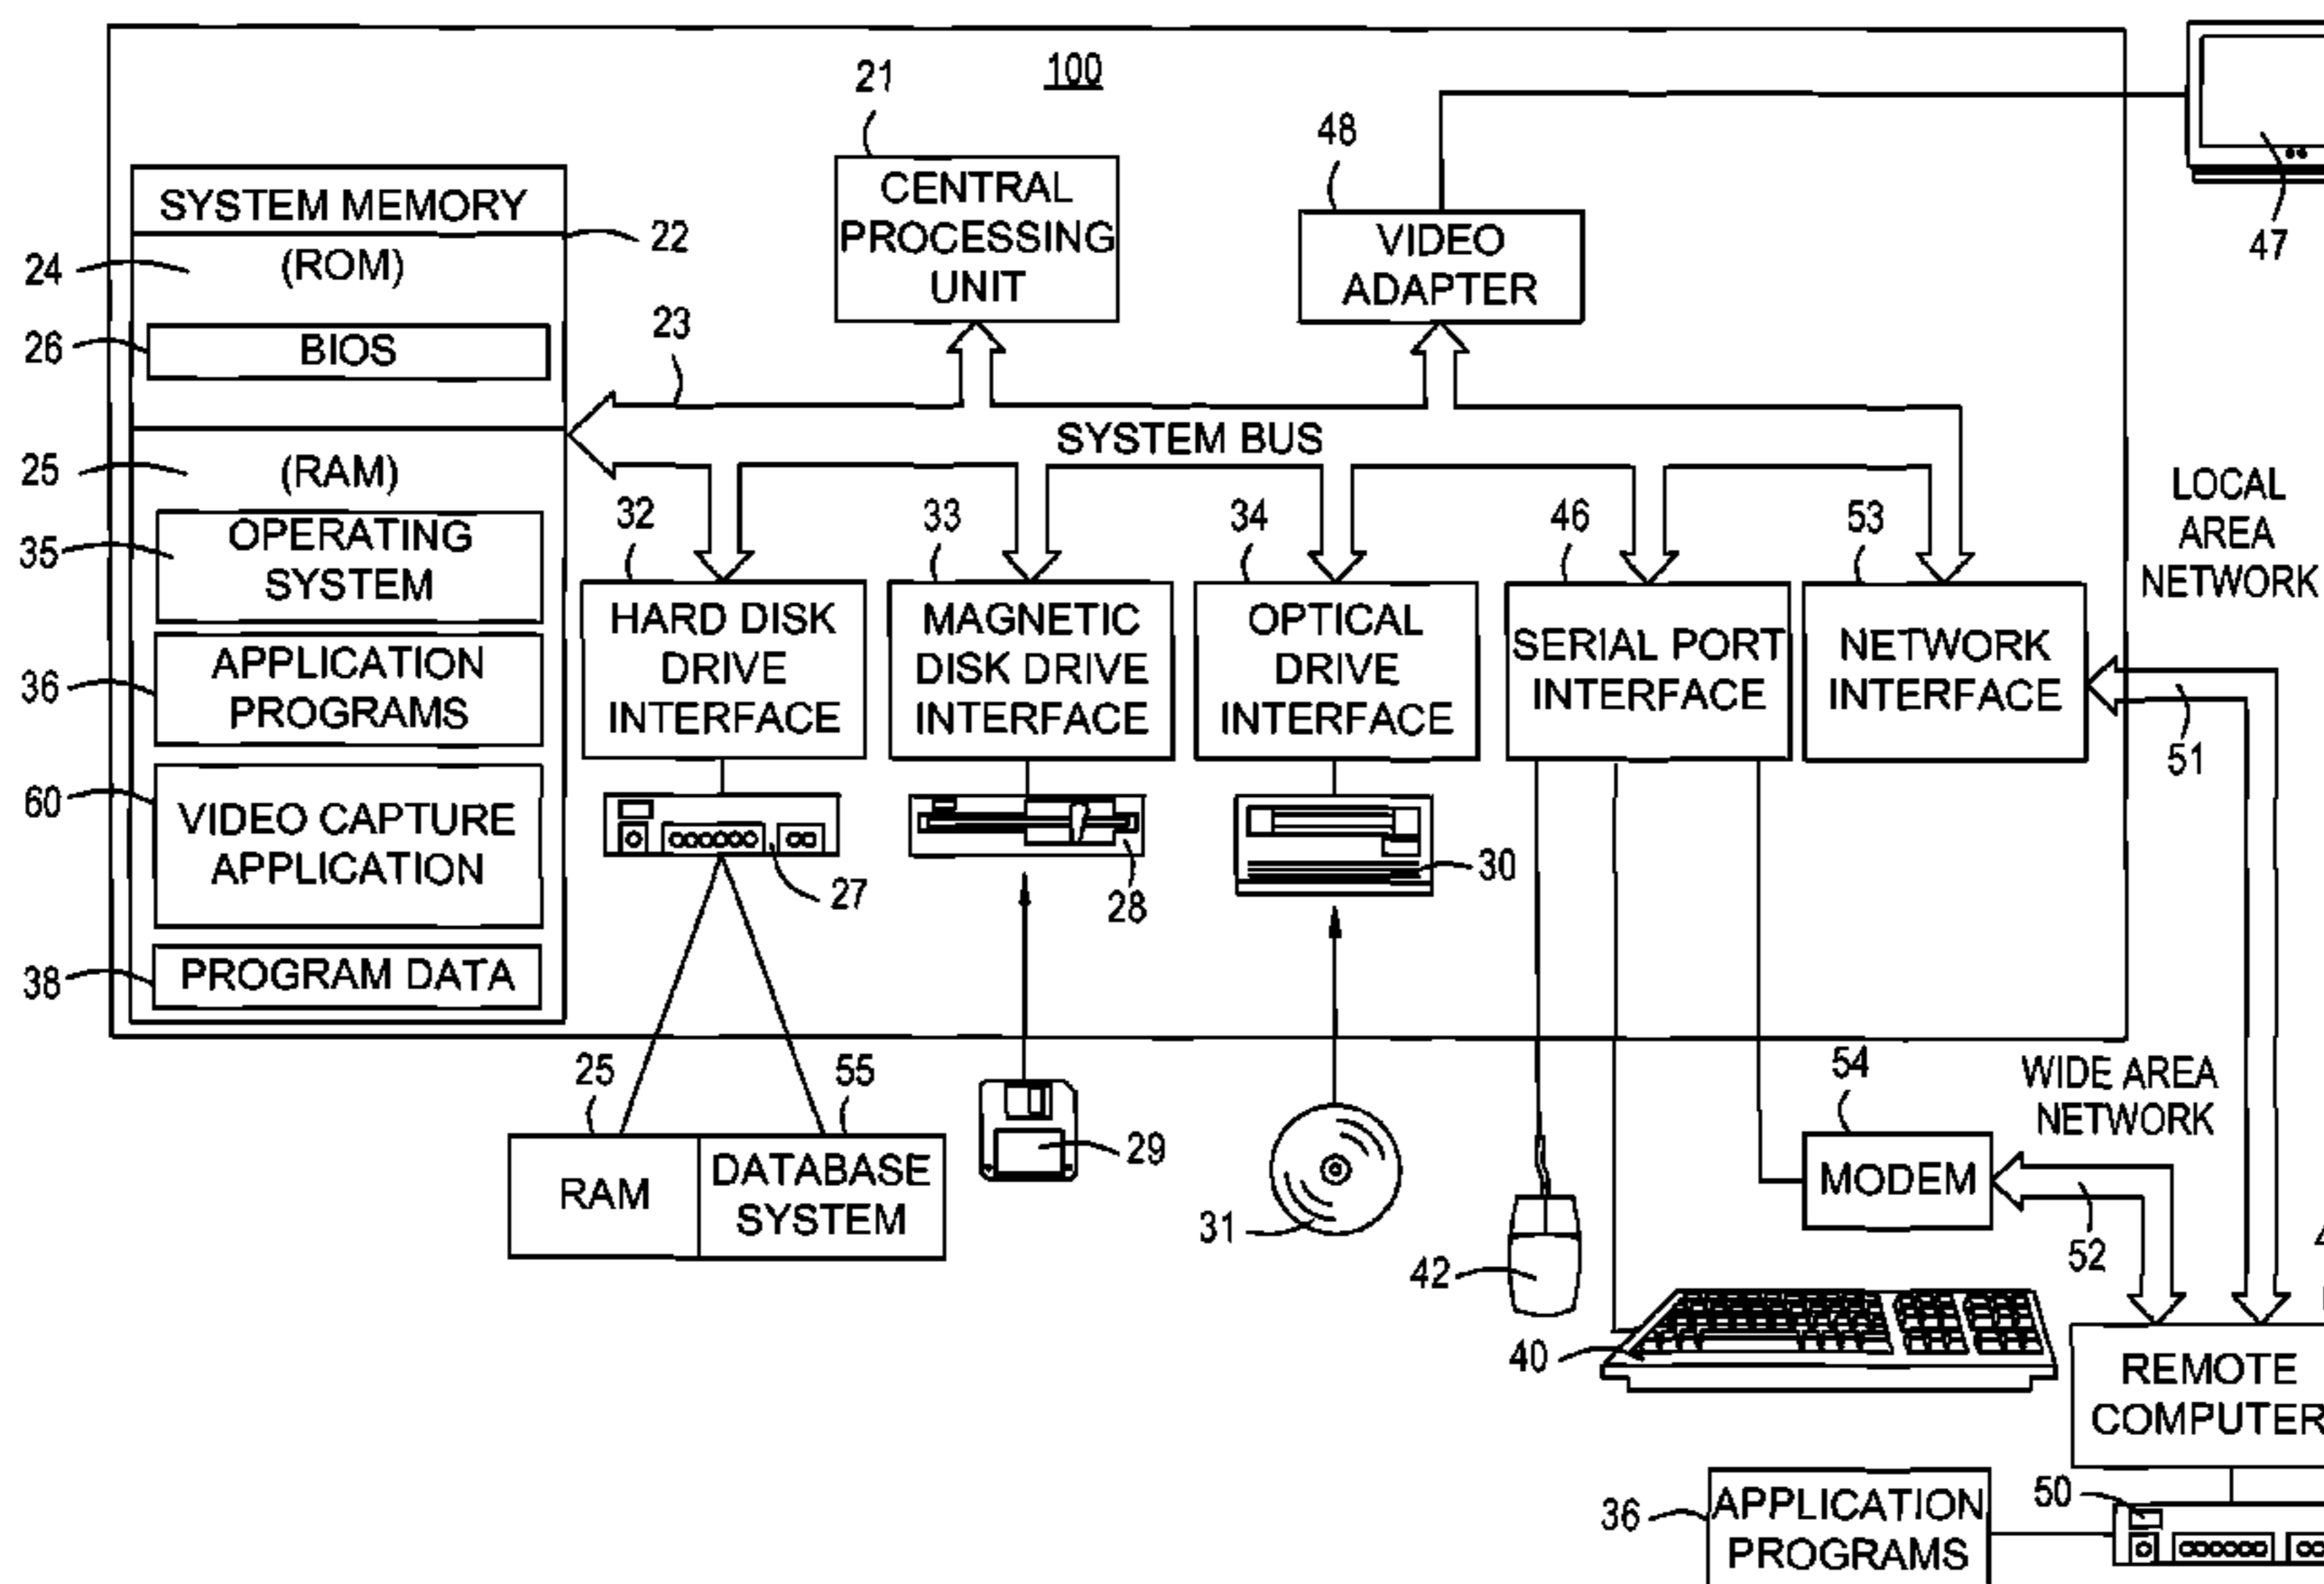 100
21
CENTRAL
PROCESSING
UNIT
48
VIDEO
ADAPTER
47
SYSTEM MEMORY
22
24
(ROM)
26
BIOS
23
SYSTEM BUS
25
(RAM)
35
OPERATING
SYSTEM
36
APPLICATION
PROGRAMS
60
VIDEO CAPTURE
APPLICATION
38
PROGRAM DATA
32
HARD DISK
DRIVE
INTERFACE
33
MAGNETIC
DISK DRIVE
INTERFACE
34
OPTICAL
DRIVE
INTERFACE
46
SERIAL PORT
INTERFACE
53
NETWORK
INTERFACE
LOCAL
AREA
NETWORK
51
27
28
30
25
RAM
55
DATABASE
SYSTEM
29
31
42
40
54
MODEM
WIDE AREA
NETWORK
52
REMOTE
COMPUTER
50
36
APPLICATION
PROGRAMS